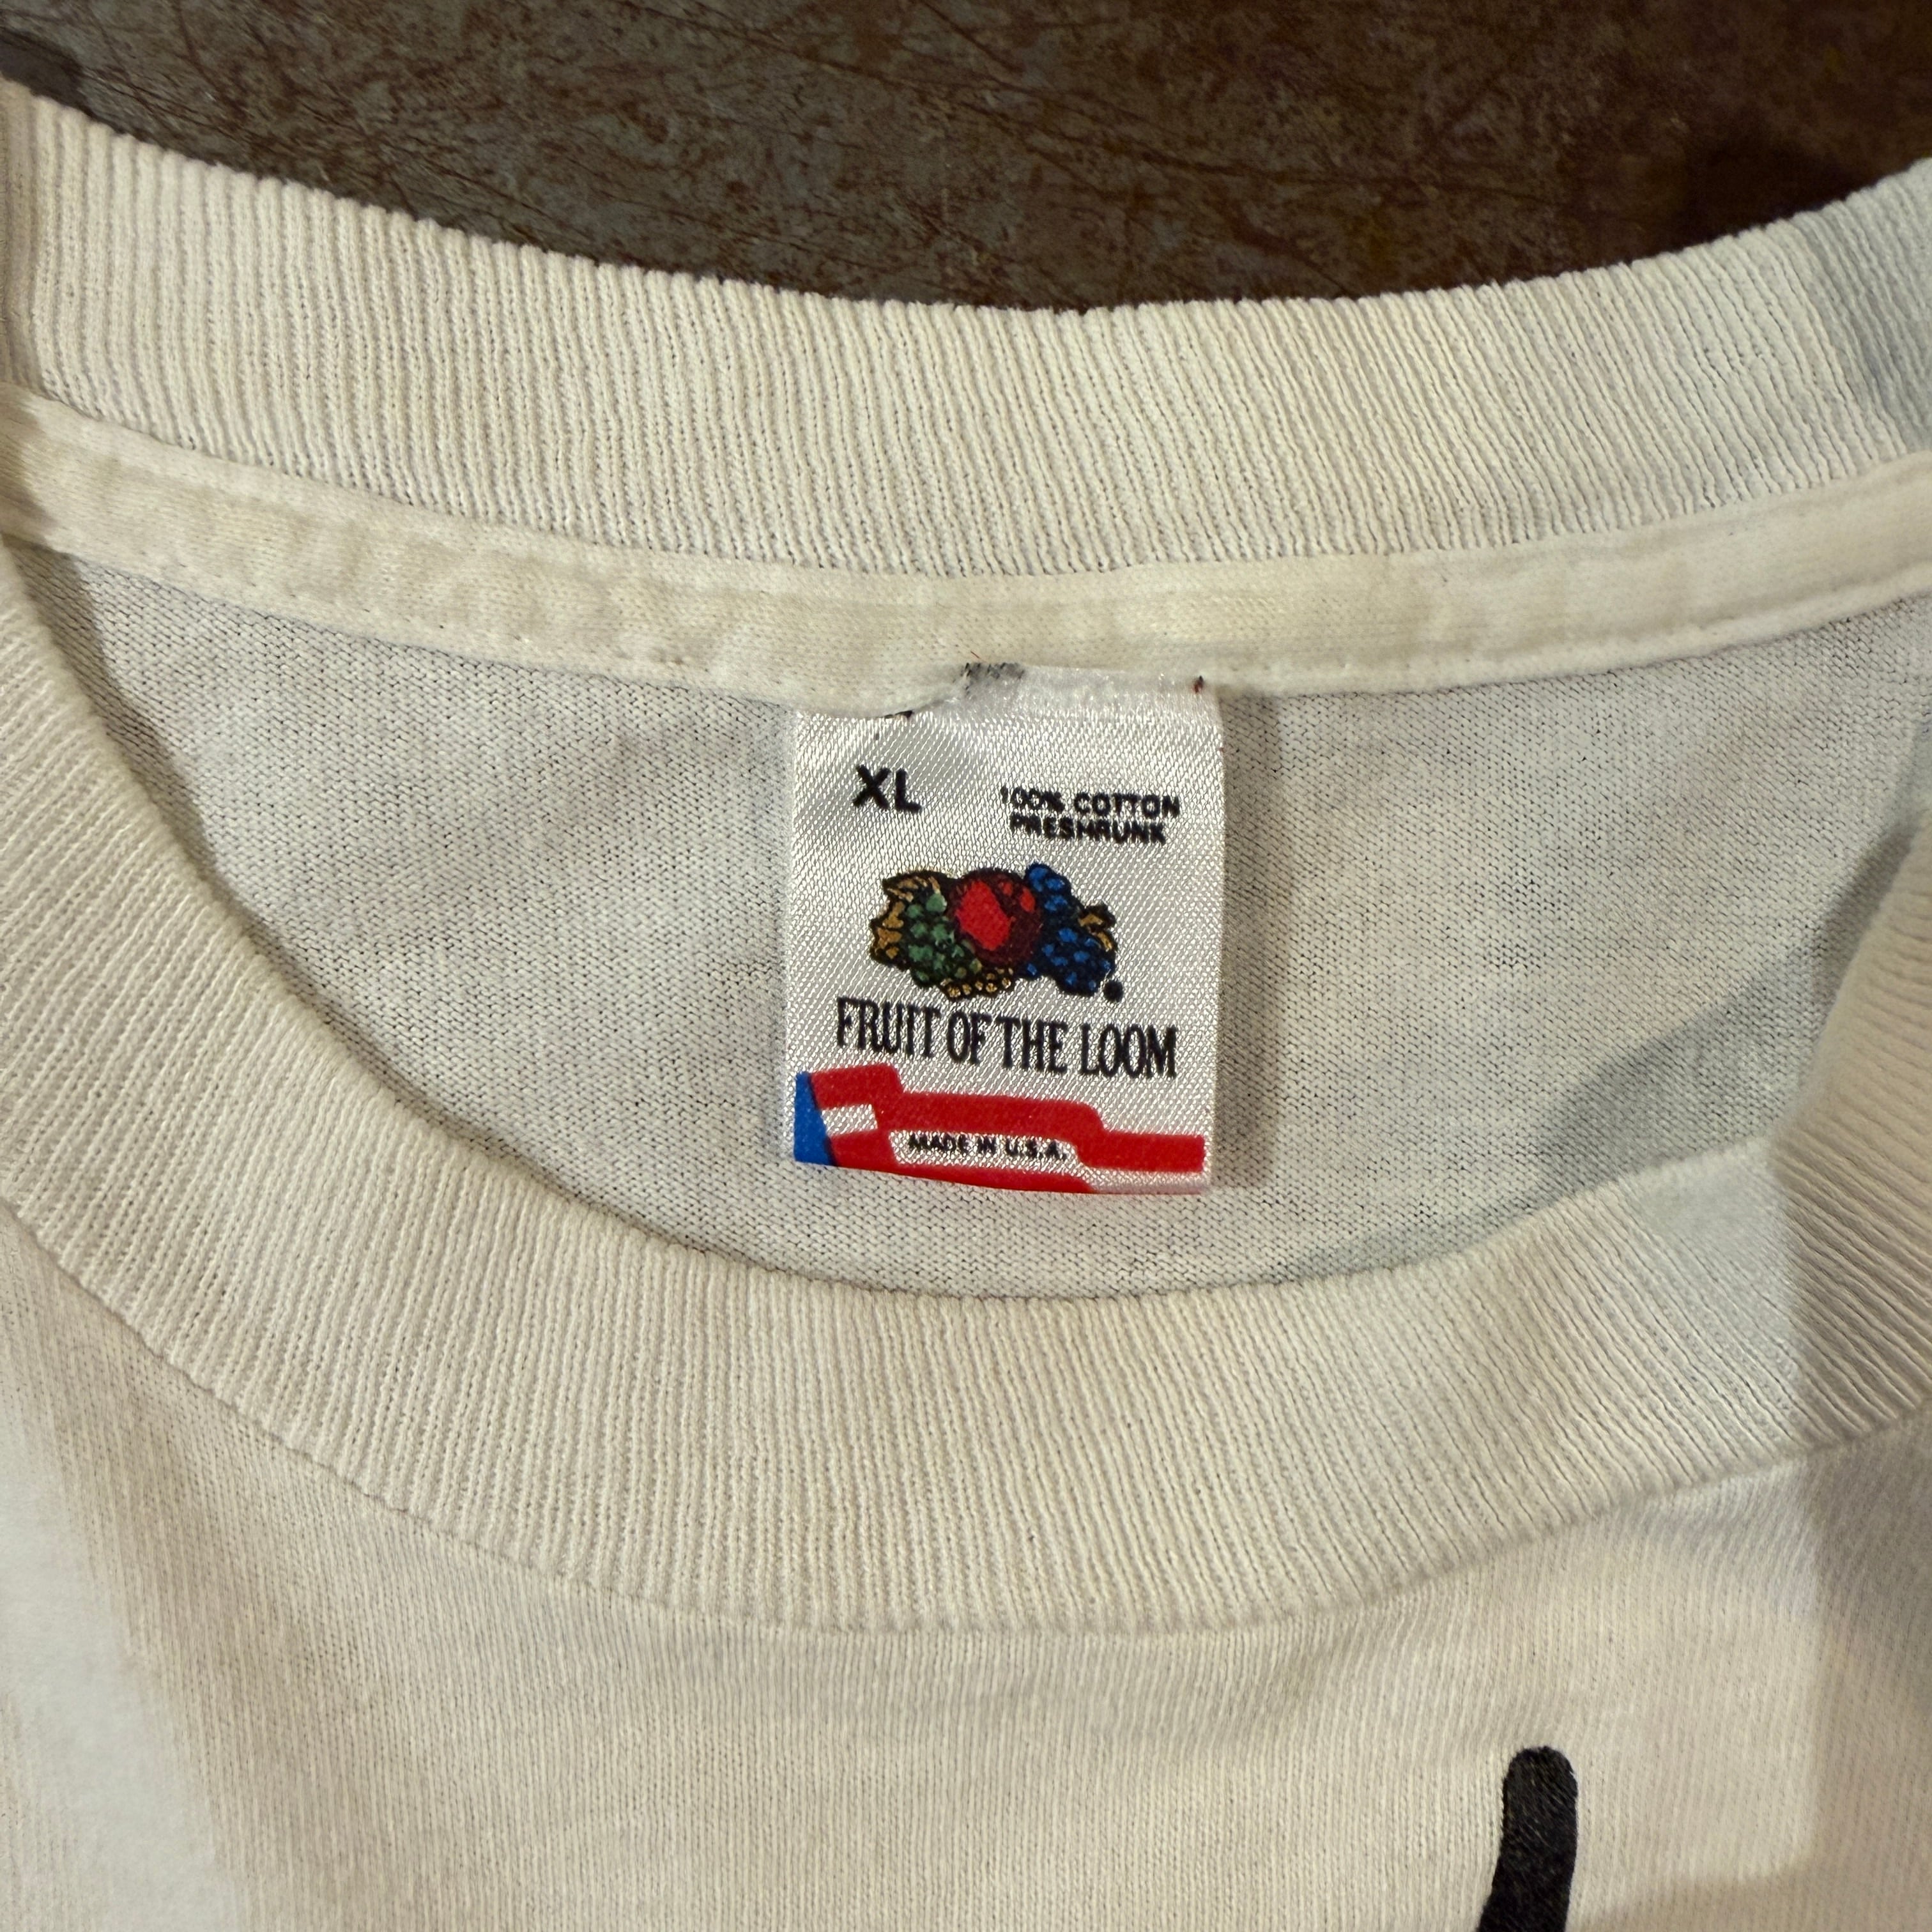 XL
100% COTTON
PRESHRUNK
FRUIT OF THE LOOM
MADE IN U.S.A.